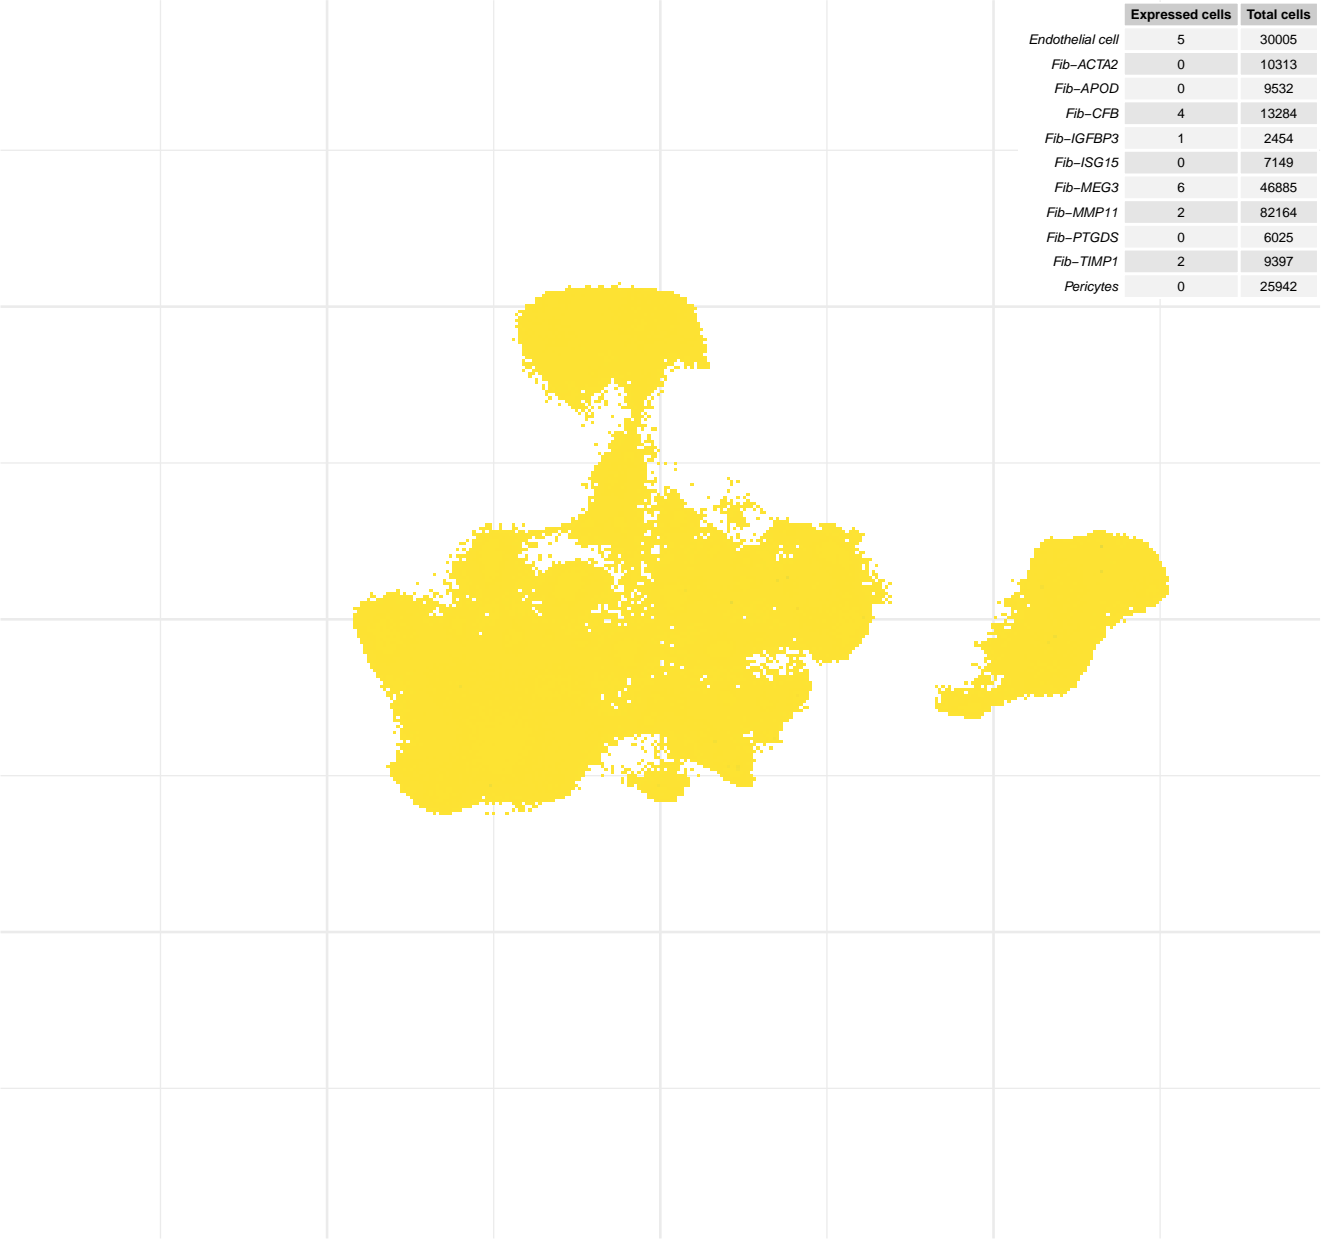 Expressed cells Total cells
Endothelial cell 5 30005
Fib−ACTA2 0 10313
Fib−APOD 0 9532
Fib−CFB 4 13284
Fib−IGFBP3 1 2454
Fib−ISG15 0 7149
Fib−MEG3 6 46885
Fib−MMP11 2 82164
Fib−PTGDS 0 6025
Fib−TIMP1 2 9397
Pericytes 0 25942